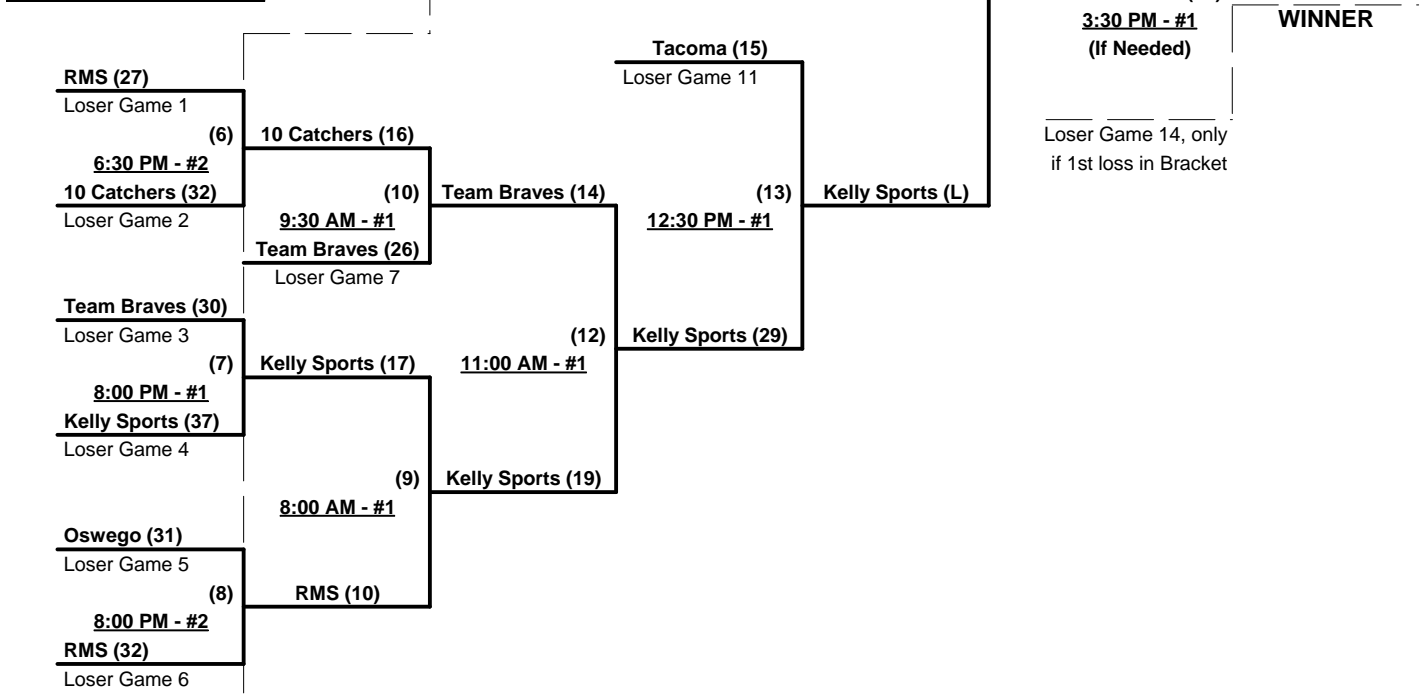 3:30 PM - #1
WINNER
(If Needed)
Tacoma (15)
Loser Game 11
RMS (27)
Loser Game 1
(6)
10 Catchers (16)
6:30 PM - #2
10 Catchers (32)
Loser Game 2
Loser Game 14, only
if 1st loss in Bracket
(10)
Team Braves (14)
(13)
Kelly Sports (L)
9:30 AM - #1
12:30 PM - #1
Team Braves (26)
Loser Game 7
Team Braves (30)
Loser Game 3
(12)
Kelly Sports (29)
(7)
Kelly Sports (17)
11:00 AM - #1
8:00 PM - #1
Kelly Sports (37)
Loser Game 4
(9)
Kelly Sports (19)
8:00 AM - #1
Oswego (31)
Loser Game 5
(8)
RMS (10)
8:00 PM - #2
RMS (32)
Loser Game 6